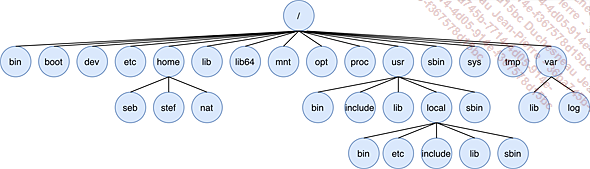 /
bin boot dev etc home lib lib64 mnt opt proc usr sbin sys tmp var
seb stef nat bin include lib local sbin lib log
bin etc include lib sbin